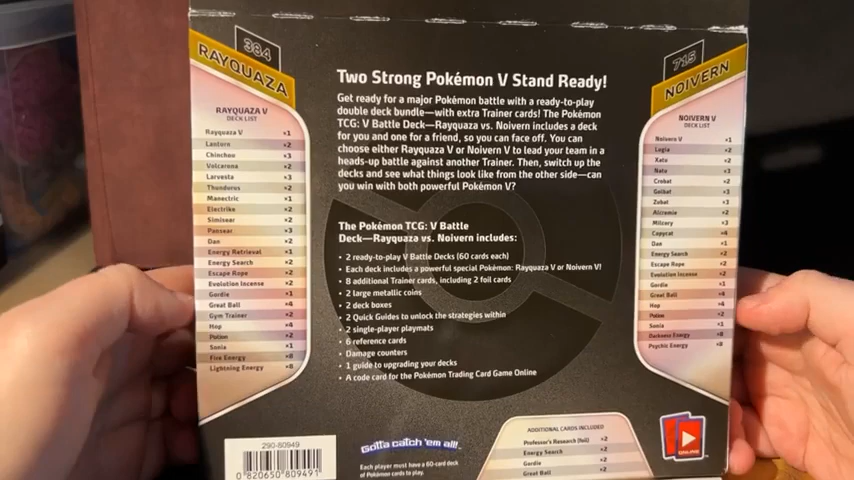 384
RAYQUAZA
RAYQUAZA V
DECK LIST
Rayquaza V ×1
Lanturn ×2
Chinchou ×3
Volcarona ×2
Larvesta ×3
Thundurus ×2
Manectric ×1
Electrike ×2
Simisear ×2
Pansear ×3
Dan ×2
Energy Retrieval ×1
Energy Search ×2
Escape Rope ×2
Evolution Incense ×2
Gordie ×1
Great Ball ×4
Gym Trainer ×2
Hop ×4
Potion ×2
Sonia ×1
Fire Energy ×8
Lightning Energy ×8
Two Strong Pokémon V Stand Ready!
Get ready for a major Pokémon battle with a ready-to-play
double deck bundle—with extra Trainer cards! The Pokémon
TCG: V Battle Deck—Rayquaza vs. Noivern includes a deck
for you and one for a friend, so you can face off. You can
choose either Rayquaza V or Noivern V to lead your team in a
heads-up battle against another Trainer. Then, switch up the
decks and see what things look like from the other side—can
you win with both powerful Pokémon V?
The Pokémon TCG: V Battle
Deck—Rayquaza vs. Noivern includes:
• 2 ready-to-play V Battle Decks (60 cards each)
• Each deck includes a powerful special Pokémon: Rayquaza V or Noivern V!
• 8 additional Trainer cards, including 2 foil cards
• 2 large metallic coins
• 2 deck boxes
• 2 Quick Guides to unlock the strategies within
• 2 single-player playmats
• 6 reference cards
• Damage counters
• 1 guide to upgrading your decks
• A code card for the Pokémon Trading Card Game Online
715
NOIVERN
NOIVERN V
DECK LIST
Noivern V ×1
Lugia ×2
Xatu ×2
Natu ×3
Crobat ×2
Golbat ×3
Zubat ×3
Alcremie ×2
Milcery ×3
Copycat ×4
Dan ×1
Energy Search ×2
Escape Rope ×2
Evolution Incense ×2
Gordie ×1
Great Ball ×4
Hop ×4
Potion ×2
Sonia ×1
Darkness Energy ×8
Psychic Energy ×8
290-80949
0 820650 809491
Gotta catch 'em all!
Each player must have a 60-card deck
of Pokémon cards to play.
ADDITIONAL CARDS INCLUDED
Professor's Research (foil) ×2
Energy Search ×2
Gordie ×2
Great Ball ×2
ONLINE